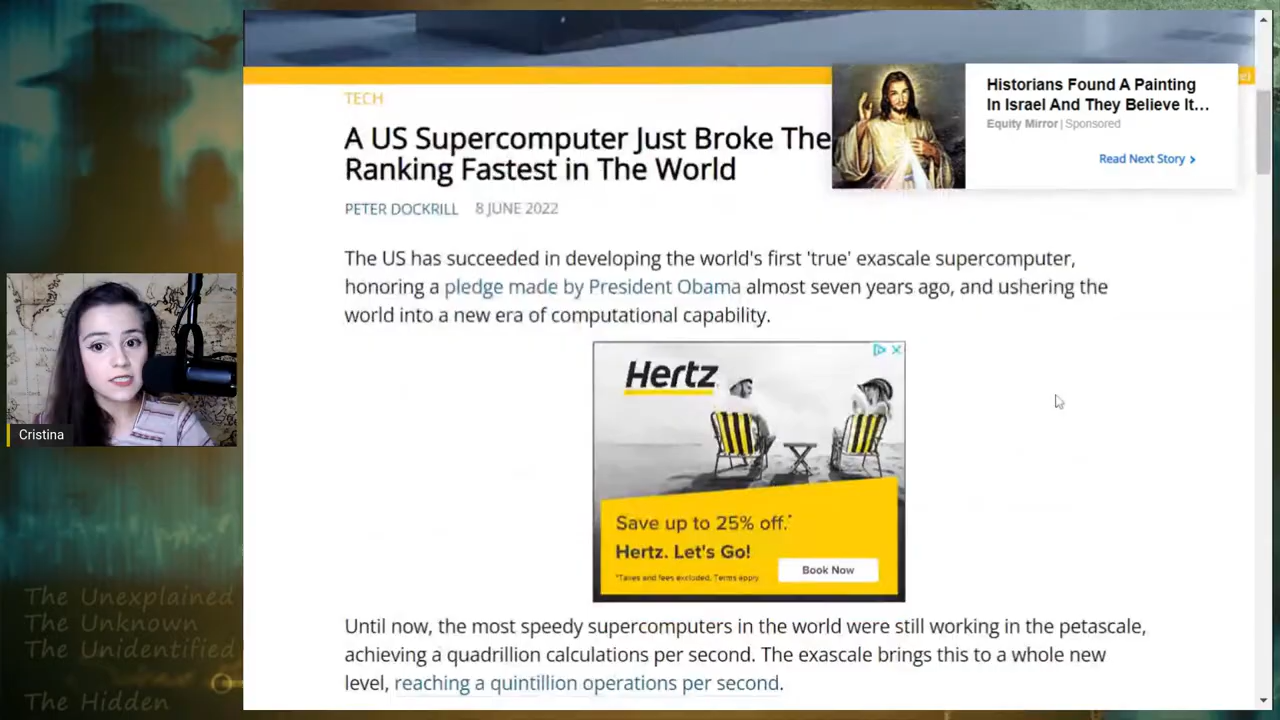 TECH
A US Supercomputer Just Broke The
Ranking Fastest in The World
PETER DOCKRILL 8 JUNE 2022
Historians Found A Painting
In Israel And They Believe It...
Equity Mirror | Sponsored
Read Next Story >
The US has succeeded in developing the world's first 'true' exascale supercomputer,
honoring a pledge made by President Obama almost seven years ago, and ushering the
world into a new era of computational capability.
Hertz
Save up to 25% off.*
Hertz. Let's Go!
Book Now
*Taxes and fees excluded. Terms apply.
Until now, the most speedy supercomputers in the world were still working in the petascale,
achieving a quadrillion calculations per second. The exascale brings this to a whole new
level, reaching a quintillion operations per second.
Cristina
The Unexplained
The Unknown
The Unidentified
The Hidden